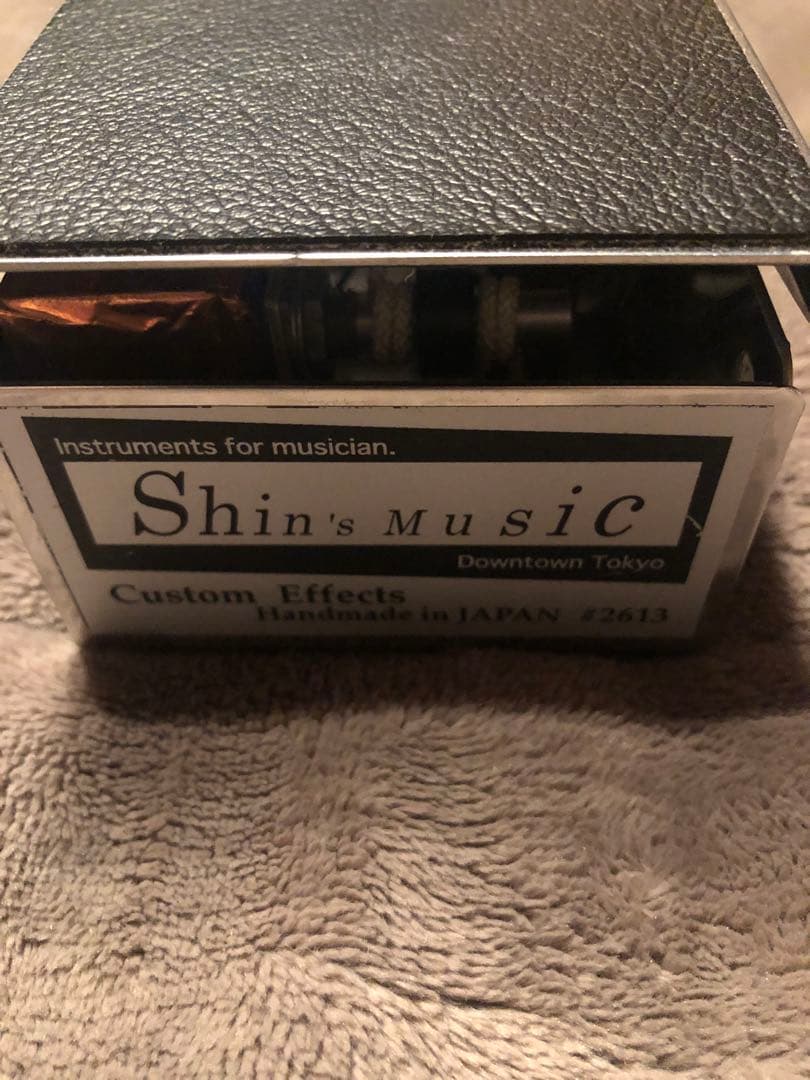 Instruments for musician.
Shin's Music
Downtown Tokyo
Custom Effects
Handmade in JAPAN #2613